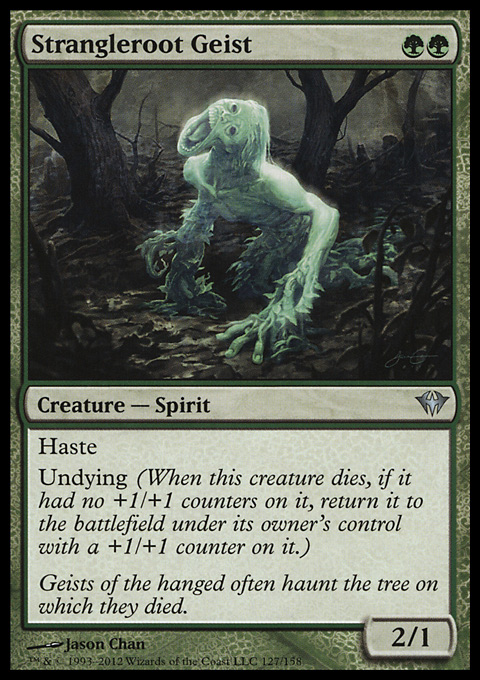 Strangleroot Geist
Creature — Spirit
Haste
Undying (When this creature dies, if it
had no +1/+1 counters on it, return it to
the battlefield under its owner's control
with a +1/+1 counter on it.)
Geists of the hanged often haunt the tree on
which they died.
2/1
Jason Chan
™ & © 1993–2012 Wizards of the Coast LLC 127/158